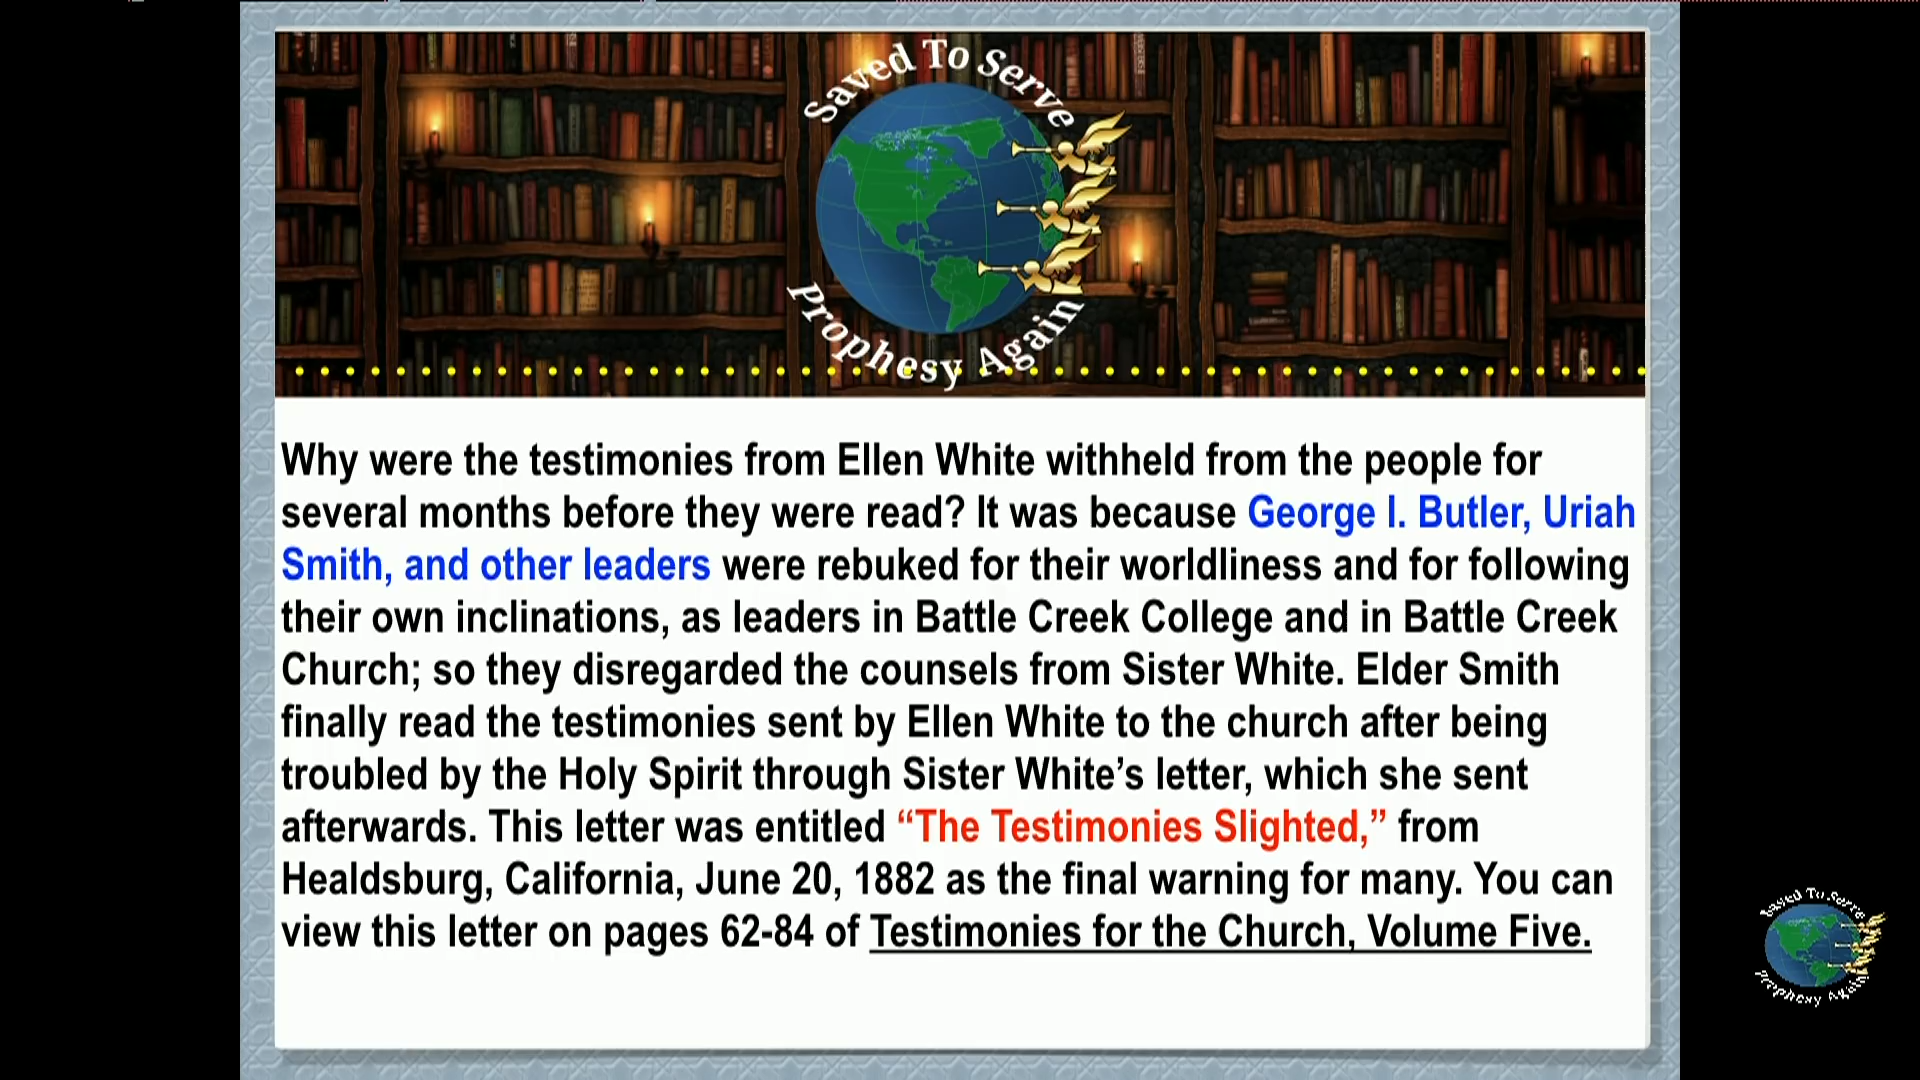 Saved To Serve
Prophesy Again
Why were the testimonies from Ellen White withheld from the people for
several months before they were read? It was because George I. Butler, Uriah
Smith, and other leaders were rebuked for their worldliness and for following
their own inclinations, as leaders in Battle Creek College and in Battle Creek
Church; so they disregarded the counsels from Sister White. Elder Smith
finally read the testimonies sent by Ellen White to the church after being
troubled by the Holy Spirit through Sister White’s letter, which she sent
afterwards. This letter was entitled “The Testimonies Slighted,” from
Healdsburg, California, June 20, 1882 as the final warning for many. You can
view this letter on pages 62-84 of Testimonies for the Church, Volume Five.
Saved To Serve
Prophesy Again